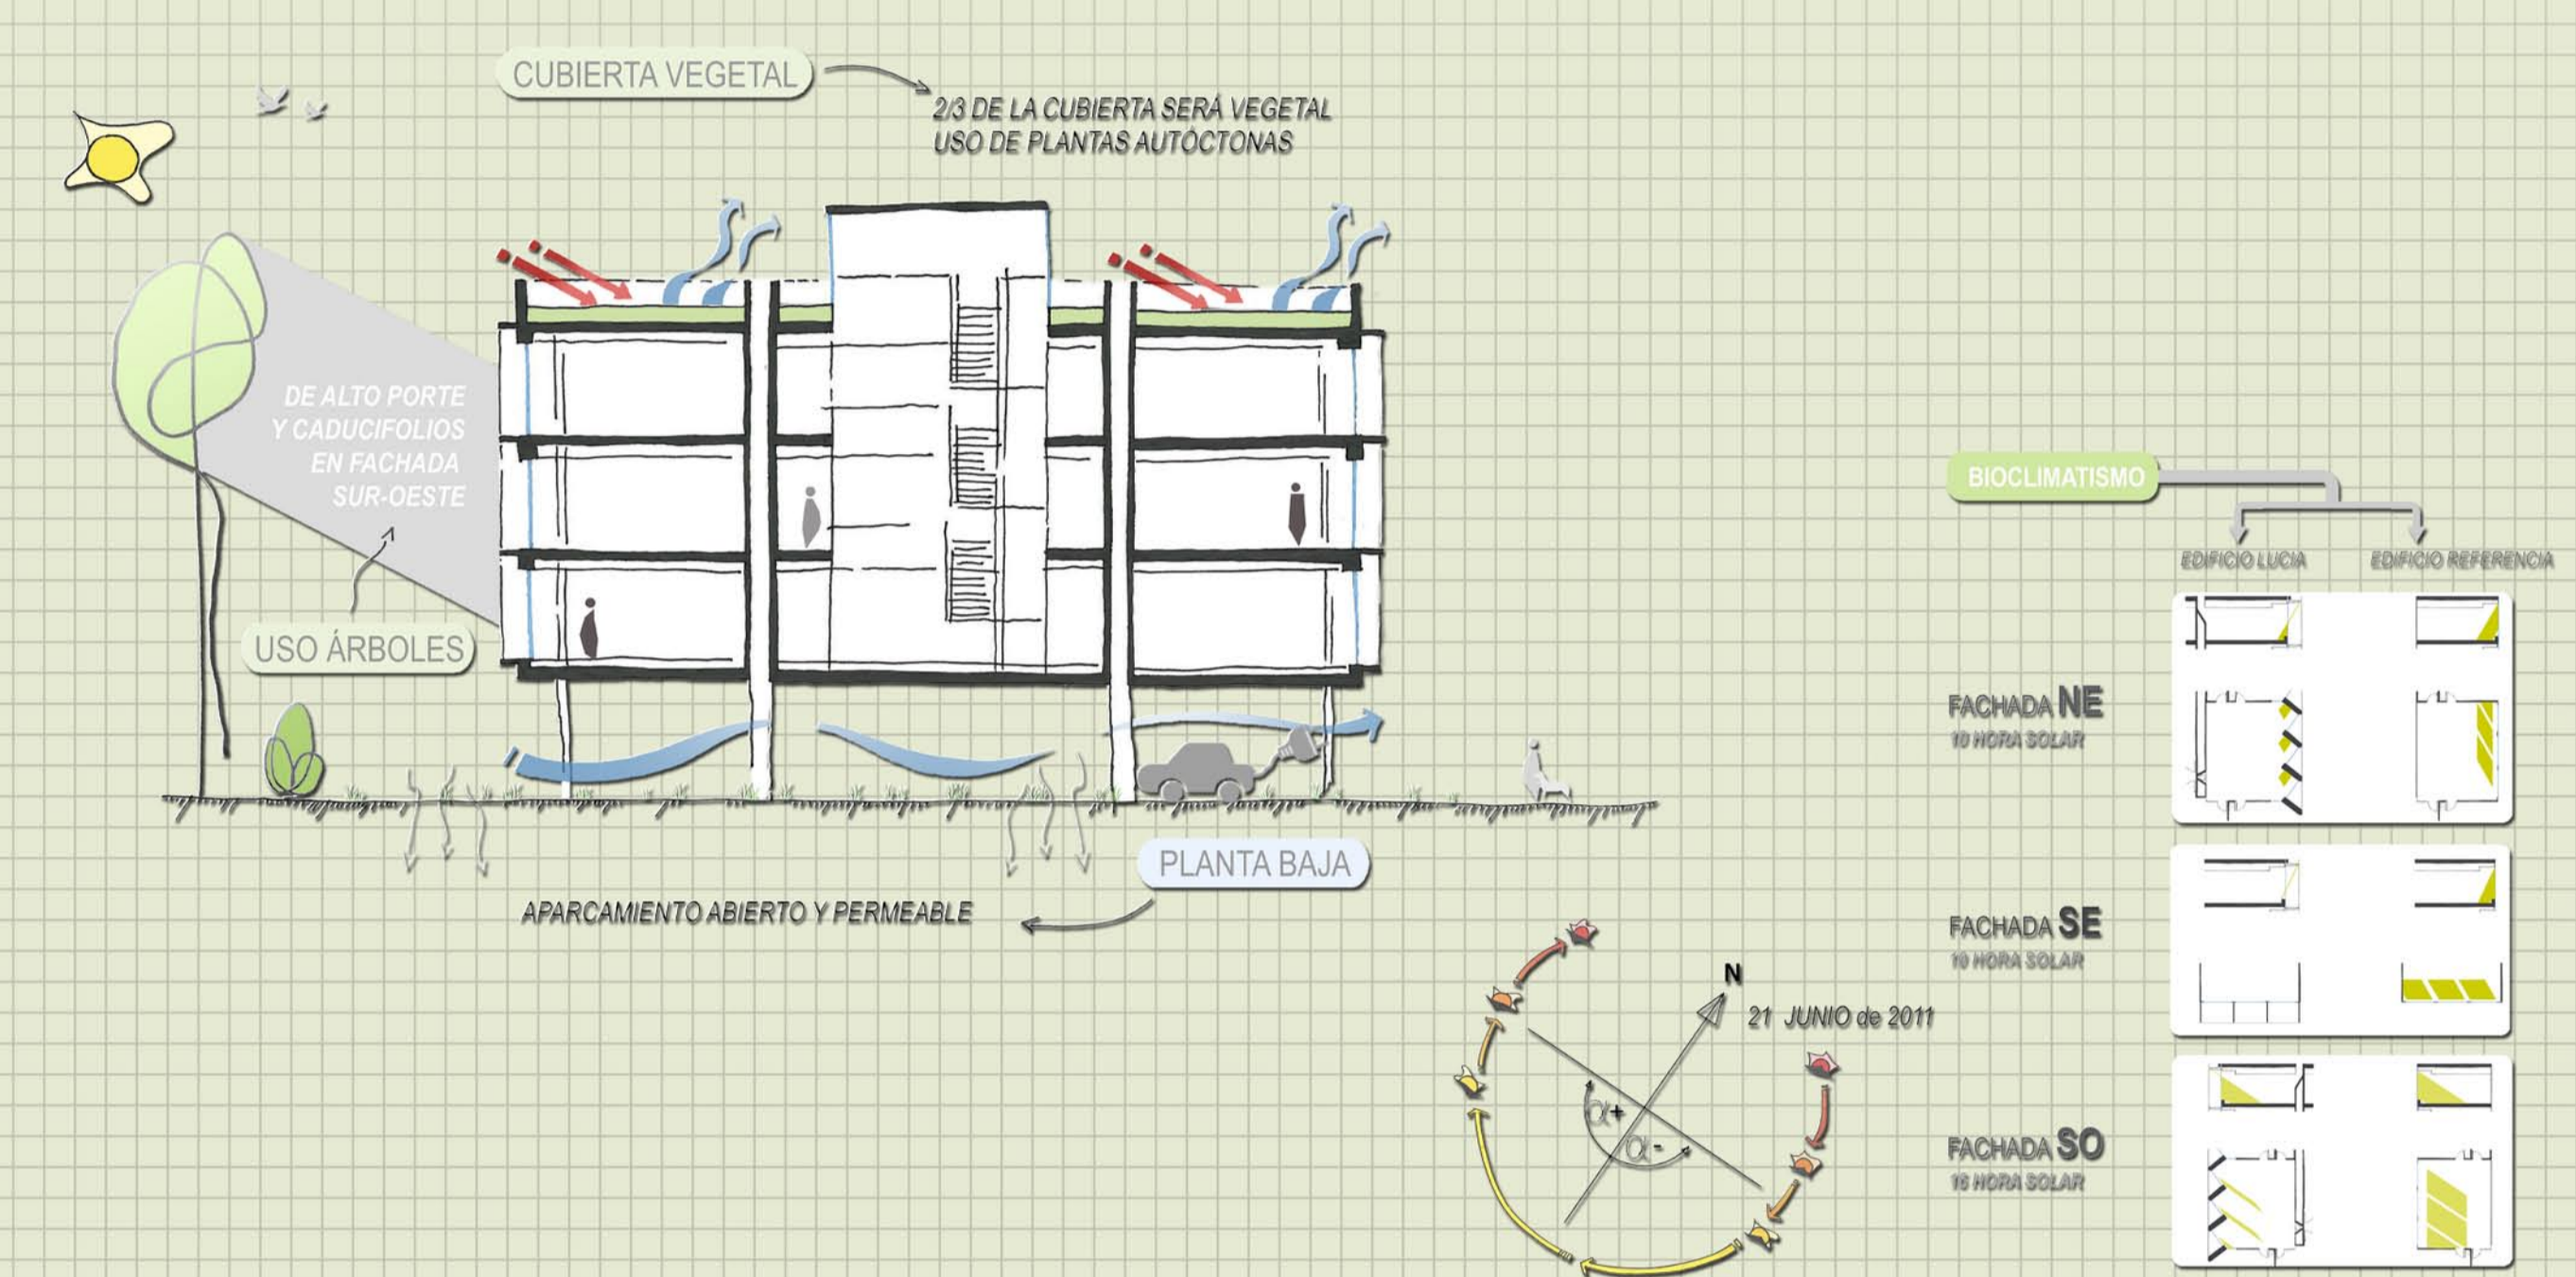 CUBIERTA VEGETAL
2/3 DE LA CUBIERTA SERÁ VEGETAL
USO DE PLANTAS AUTÓCTONAS
DE ALTO PORTE
Y CADUCIFOLIOS
EN FACHADA
SUR-OESTE
USO ÁRBOLES
PLANTA BAJA
APARCAMIENTO ABIERTO Y PERMEABLE
N
21 JUNIO de 2011
α+
α-
BIOCLIMATISMO
EDIFICIO LUCIA
EDIFICIO REFERENCIA
FACHADA NE
10 HORA SOLAR
FACHADA SE
10 HORA SOLAR
FACHADA SO
16 HORA SOLAR